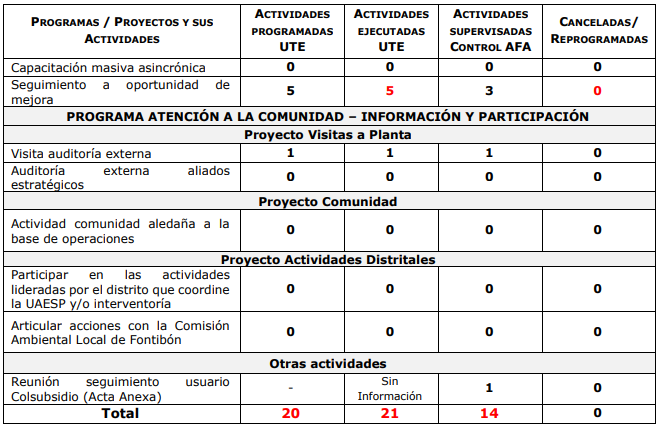 PROGRAMAS / PROYECTOS Y SUS ACTIVIDADES | ACTIVIDADES PROGRAMADAS UTE | ACTIVIDADES EJECUTADAS UTE | ACTIVIDADES SUPERVISADAS CONTROL AFA | CANCELADAS/ REPROGRAMADAS
Capacitación masiva asincrónica 0 0 0 0
Seguimiento a oportunidad de
mejora 5 5 3 0
PROGRAMA ATENCIÓN A LA COMUNIDAD – INFORMACIÓN Y PARTICIPACIÓN
Proyecto Visitas a Planta
Visita auditoría externa 1 1 1 0
Auditoría externa aliados
estratégicos 0 0 0 0
Proyecto Comunidad
Actividad comunidad aledaña a la
base de operaciones 0 0 0 0
Proyecto Actividades Distritales
Participar en las actividades
lideradas por el distrito que coordine
la UAESP y/o interventoría 0 0 0 0
Articular acciones con la Comisión
Ambiental Local de Fontibón 0 0 0 0
Otras actividades
Reunión seguimiento usuario
Colsubsidio (Acta Anexa) - Sin Información 1 0
Total 20 21 14 0